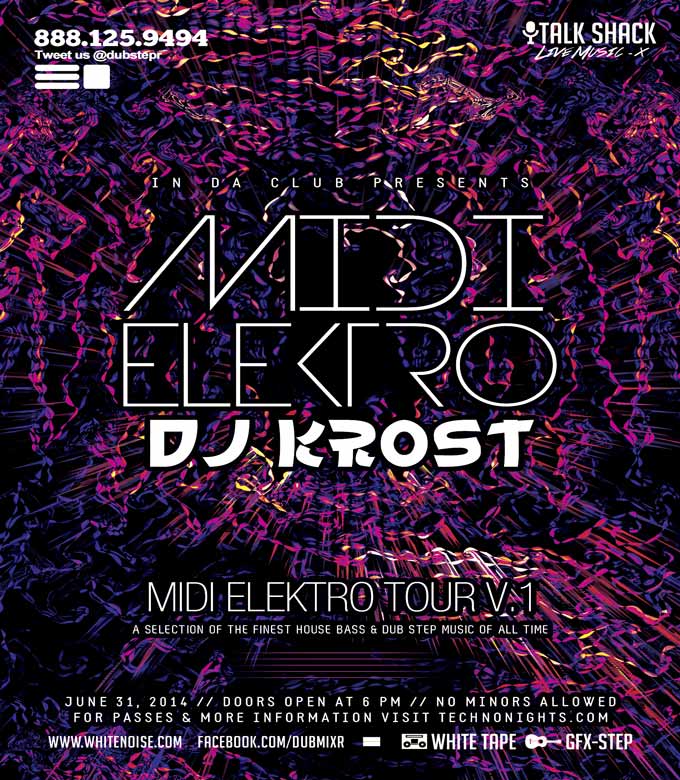 888.125.9494
Tweet us @dubstepr
TALK SHACK
LIVE MUSIC - X
IN DA CLUB PRESENTS
MIDI
ELEKTRO
DJ KROST
MIDI ELEKTRO TOUR V.1
A SELECTION OF THE FINEST HOUSE BASS & DUB STEP MUSIC OF ALL TIME
JUNE 31, 2014 // DOORS OPEN AT 6 PM // NO MINORS ALLOWED
FOR PASSES & MORE INFORMATION VISIT TECHNONIGHTS.COM
WWW.WHITENOISE.COM FACEBOOK.COM/DUBMIXR WHITE TAPE GFX-STEP